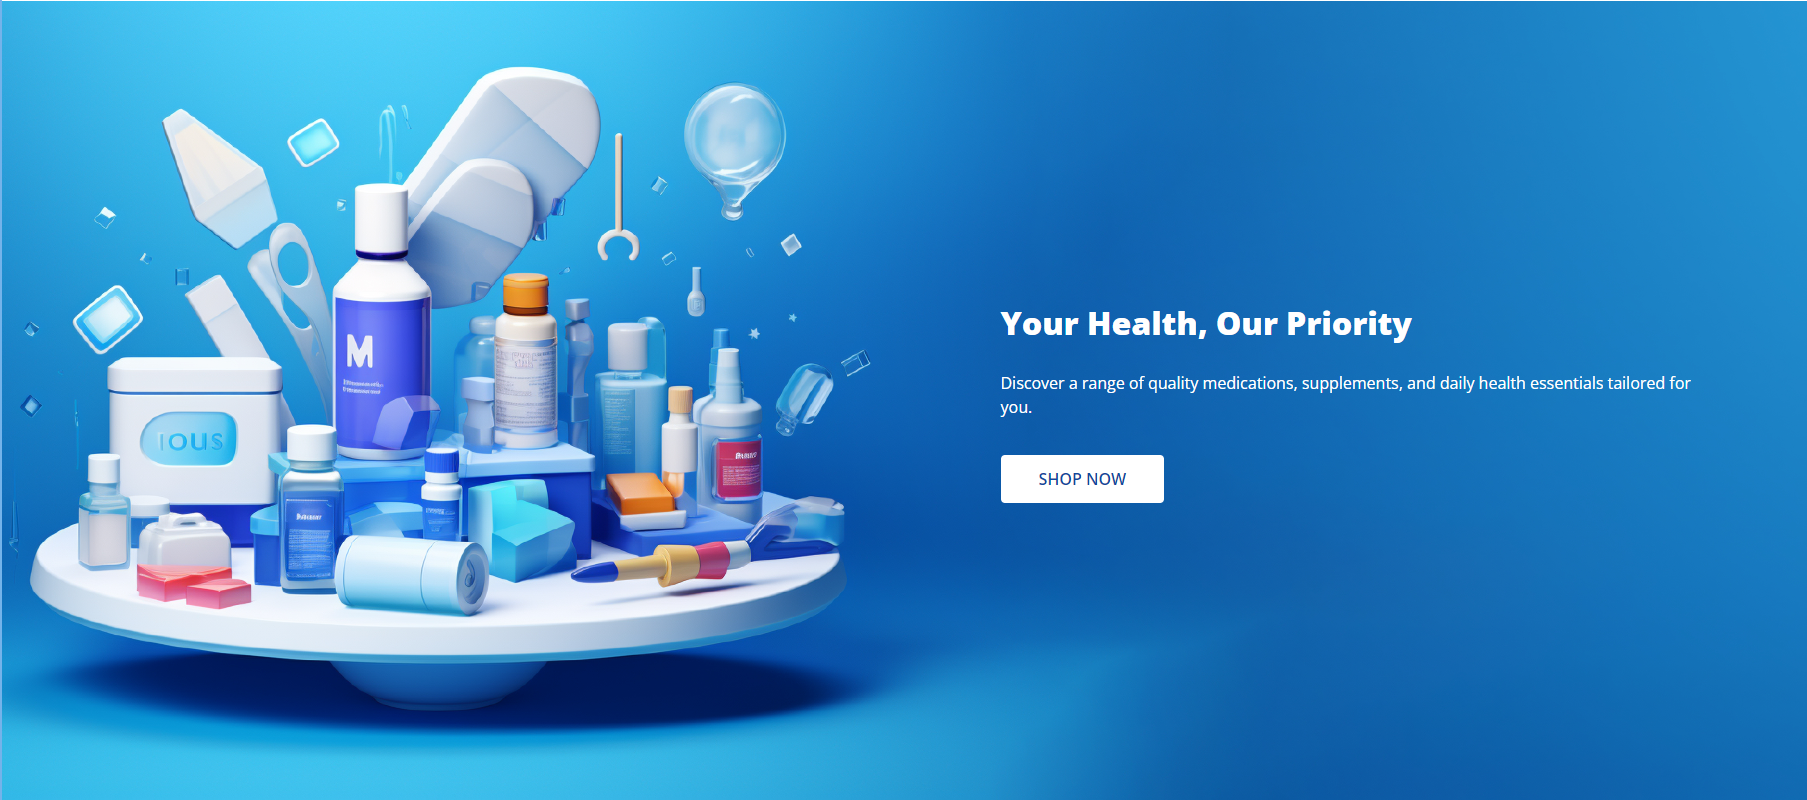 M
IOUS
Your Health, Our Priority
Discover a range of quality medications, supplements, and daily health essentials tailored for
you.
SHOP NOW